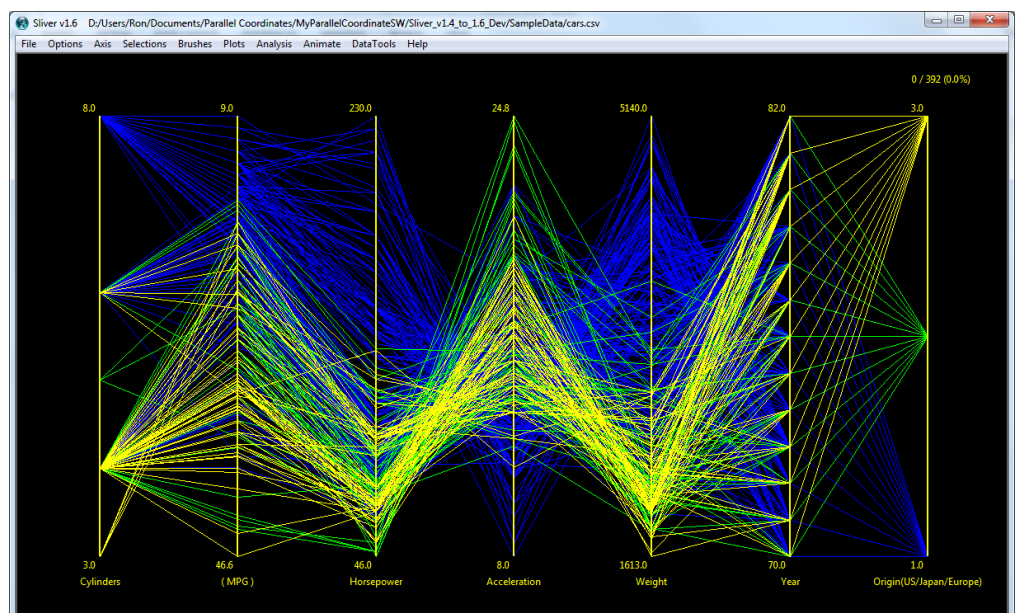 Sliver v1.6 D:/Users/Ron/Documents/Parallel Coordinates/MyParallelCoordinateSW/Sliver_v1.4_to_1.6_Dev/SampleData/cars.csv
File Options Axis Selections Brushes Plots Analysis Animate DataTools Help
0 / 392 (0.0%)
8.0 9.0 230.0 24.8 5140.0 82.0 3.0
3.0 46.6 46.0 8.0 1613.0 70.0 1.0
Cylinders ( MPG ) Horsepower Acceleration Weight Year Origin(US/Japan/Europe)